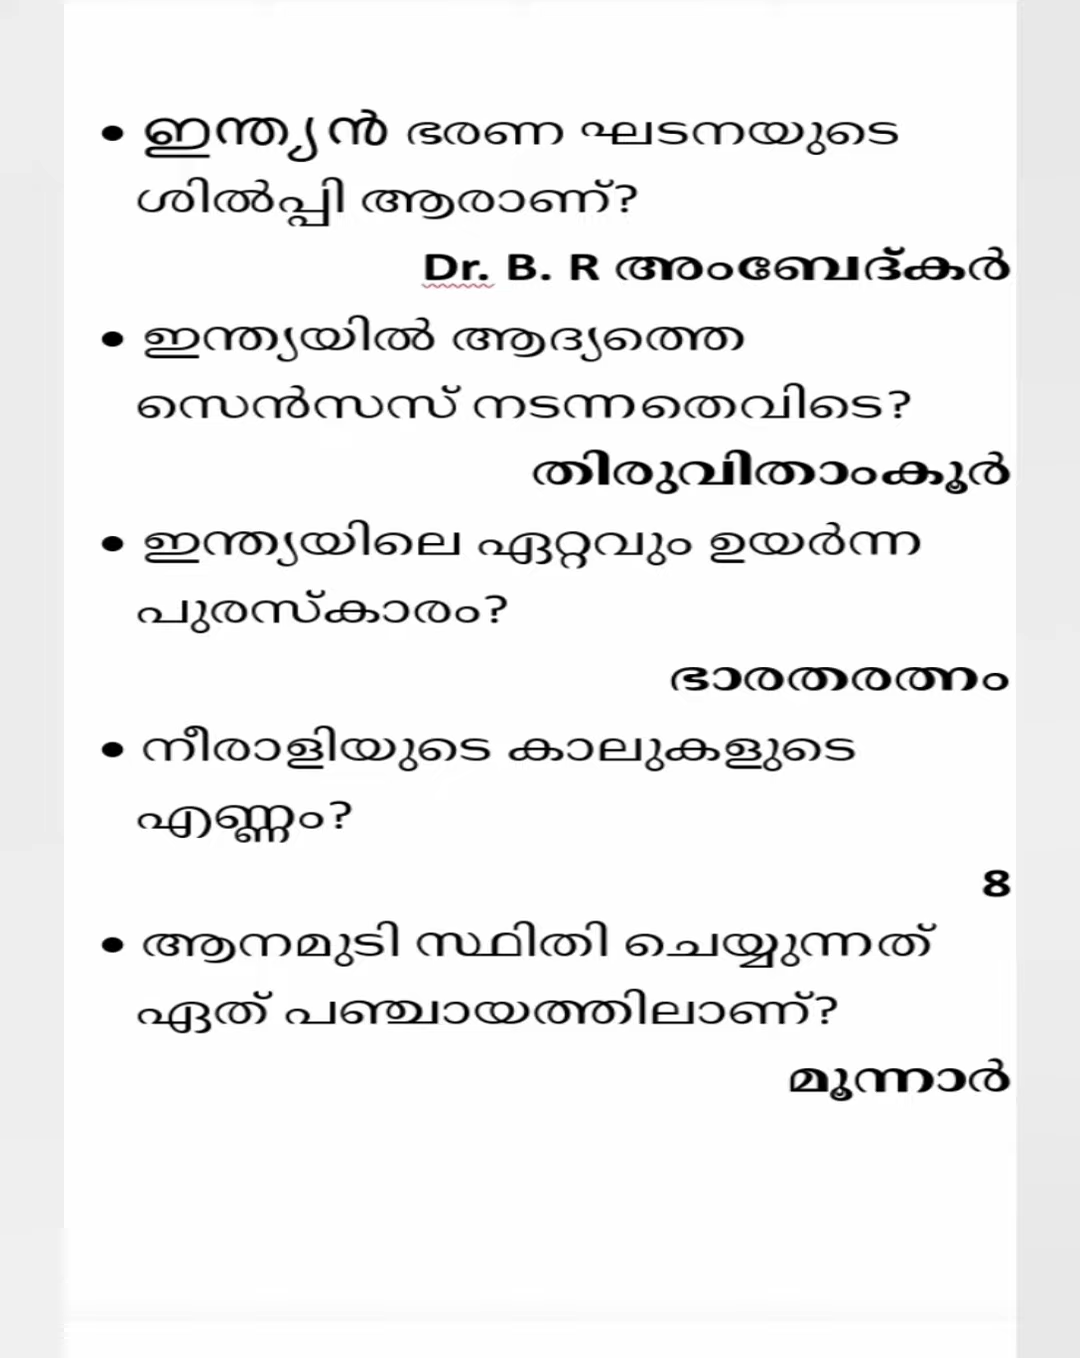 • ഇന്ത്യൻ ഭരണ ഘടനയുടെ
ശിൽപ്പി ആരാണ്?
Dr. B. R അംബേദ്കർ
• ഇന്ത്യയിൽ ആദ്യത്തെ
സെൻസസ് നടന്നതെവിടെ?
തിരുവിതാംകൂർ
• ഇന്ത്യയിലെ ഏറ്റവും ഉയർന്ന
പുരസ്കാരം?
ഭാരതരത്നം
• നീരാളിയുടെ കാലുകളുടെ
എണ്ണം?
8
• ആനമുടി സ്ഥിതി ചെയ്യുന്നത്
ഏത് പഞ്ചായത്തിലാണ്?
മൂന്നാർ